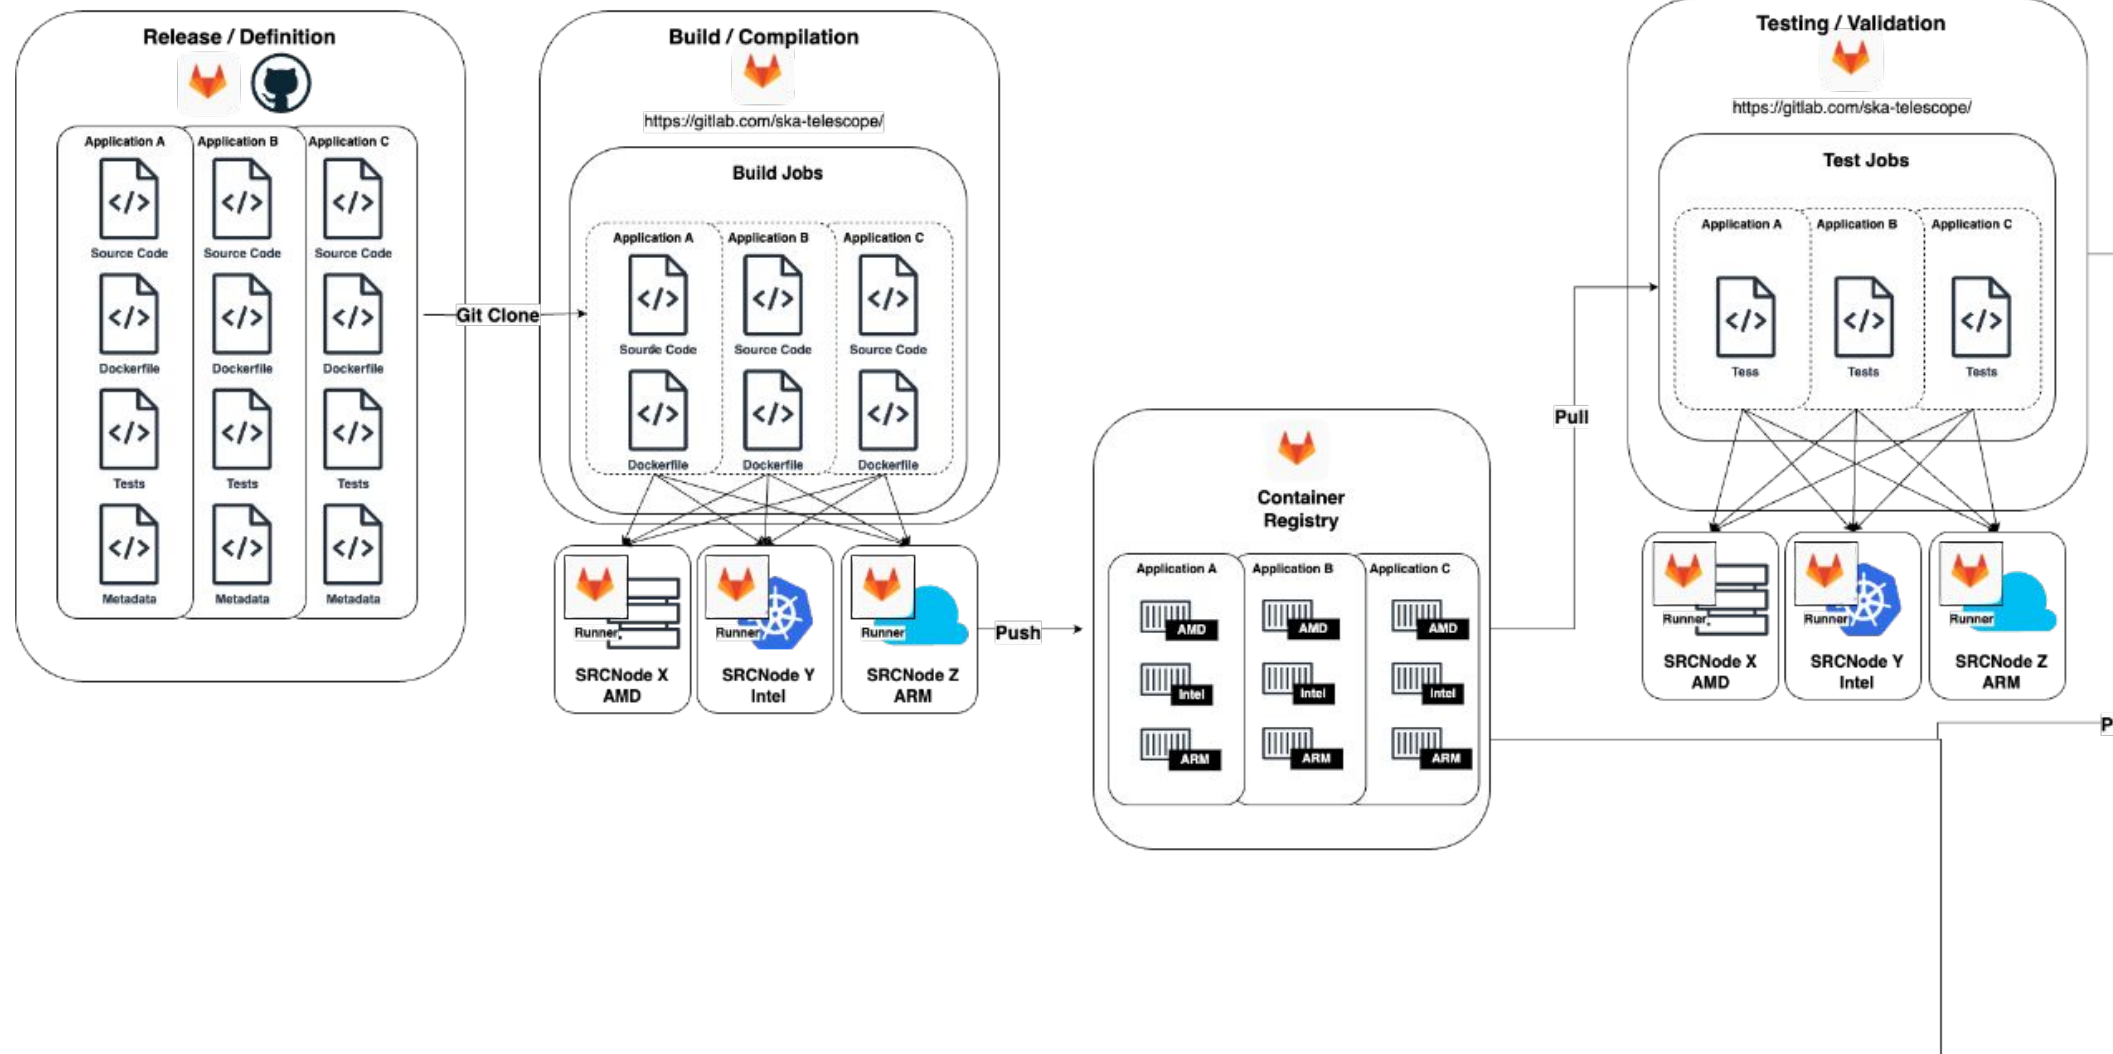 Release / Definition
Application A
Application B
Application C
Source Code
Source Code
Source Code
Dockerfile
Dockerfile
Dockerfile
Tests
Tests
Tests
Metadata
Metadata
Metadata
Git Clone
Build / Compilation
https://gitlab.com/ska-telescope/
Build Jobs
Application A
Application B
Application C
Source Code
Source Code
Source Code
Dockerfile
Dockerfile
Dockerfile
Runner
Runner
Runner
SRCNode X
AMD
SRCNode Y
Intel
SRCNode Z
ARM
Push
Container
Registry
Application A
Application B
Application C
AMD
AMD
AMD
Intel
Intel
Intel
ARM
ARM
ARM
Pull
Testing / Validation
https://gitlab.com/ska-telescope/
Test Jobs
Application A
Application B
Application C
Tess
Tests
Tests
Runner
Runner
Runner
SRCNode X
AMD
SRCNode Y
Intel
SRCNode Z
ARM
P